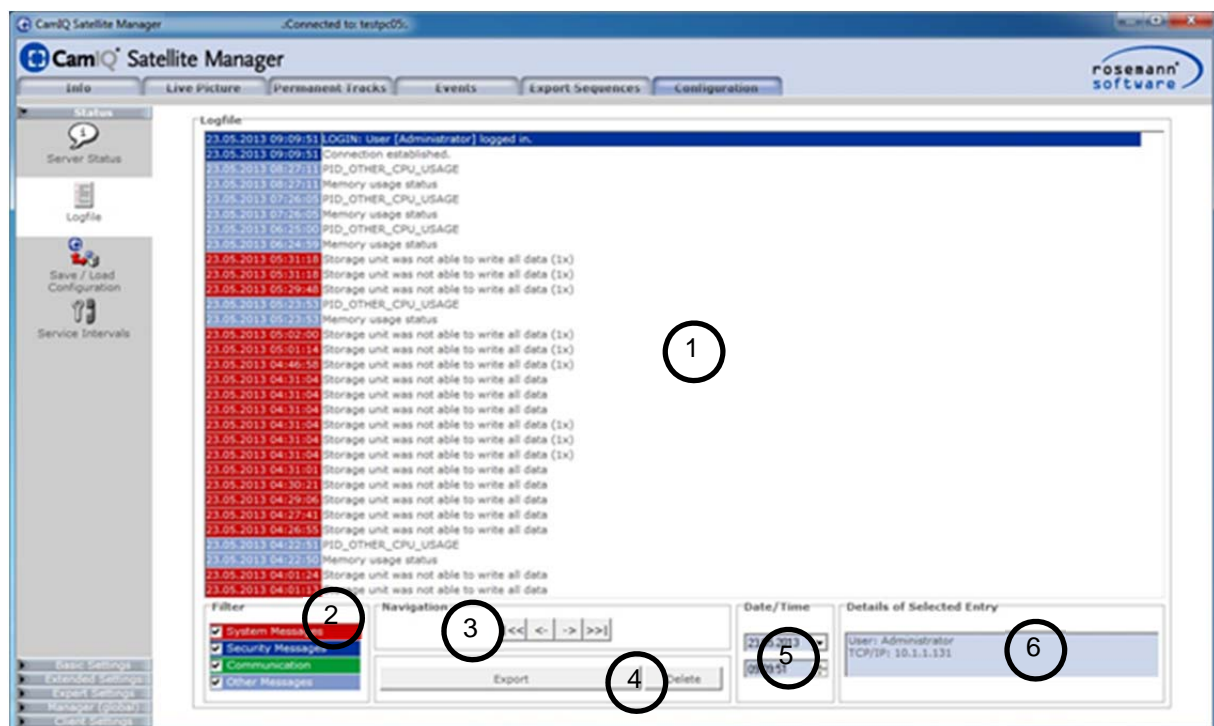 CamIQ Satellite Manager .:Connected to: testpc05:.
CamIQ Satellite Manager
rosemann software
Info Live Picture Permanent Tracks Events Export Sequences Configuration
Status
Server Status
Logfile
Save / Load Configuration
Service Intervals
Basic Settings
Extended Settings
Expert Settings
Manager (global)
Client Settings
Logfile
23.05.2013 09:09:51 LOGIN: User [Administrator] logged in.
23.05.2013 09:09:51 Connection established.
23.05.2013 08:27:11 PID_OTHER_CPU_USAGE
23.05.2013 08:27:11 Memory usage status
23.05.2013 07:26:05 PID_OTHER_CPU_USAGE
23.05.2013 07:26:05 Memory usage status
23.05.2013 06:25:00 PID_OTHER_CPU_USAGE
23.05.2013 06:24:59 Memory usage status
23.05.2013 05:31:18 Storage unit was not able to write all data (1x)
23.05.2013 05:31:18 Storage unit was not able to write all data (1x)
23.05.2013 05:29:48 Storage unit was not able to write all data (1x)
23.05.2013 05:23:53 PID_OTHER_CPU_USAGE
23.05.2013 05:23:53 Memory usage status
23.05.2013 05:02:00 Storage unit was not able to write all data (1x)
23.05.2013 05:01:14 Storage unit was not able to write all data (1x)
23.05.2013 04:46:58 Storage unit was not able to write all data (1x)
23.05.2013 04:31:04 Storage unit was not able to write all data
23.05.2013 04:31:04 Storage unit was not able to write all data
23.05.2013 04:31:04 Storage unit was not able to write all data
23.05.2013 04:31:04 Storage unit was not able to write all data (1x)
23.05.2013 04:31:04 Storage unit was not able to write all data (1x)
23.05.2013 04:31:04 Storage unit was not able to write all data (1x)
23.05.2013 04:31:01 Storage unit was not able to write all data
23.05.2013 04:30:21 Storage unit was not able to write all data
23.05.2013 04:29:06 Storage unit was not able to write all data
23.05.2013 04:27:41 Storage unit was not able to write all data
23.05.2013 04:26:55 Storage unit was not able to write all data
23.05.2013 04:22:51 PID_OTHER_CPU_USAGE
23.05.2013 04:22:50 Memory usage status
23.05.2013 04:01:24 Storage unit was not able to write all data
23.05.2013 Storage unit was not able to write all data
1
Filter
2
System Messages
Security Messages
Communication
Other Messages
Navigation
3
<< <- -> >>|
Export
4
Delete
Date/Time
23.05.2013
5
09:09:51
Details of Selected Entry
User: Administrator
TCP/IP: 10.1.1.131
6